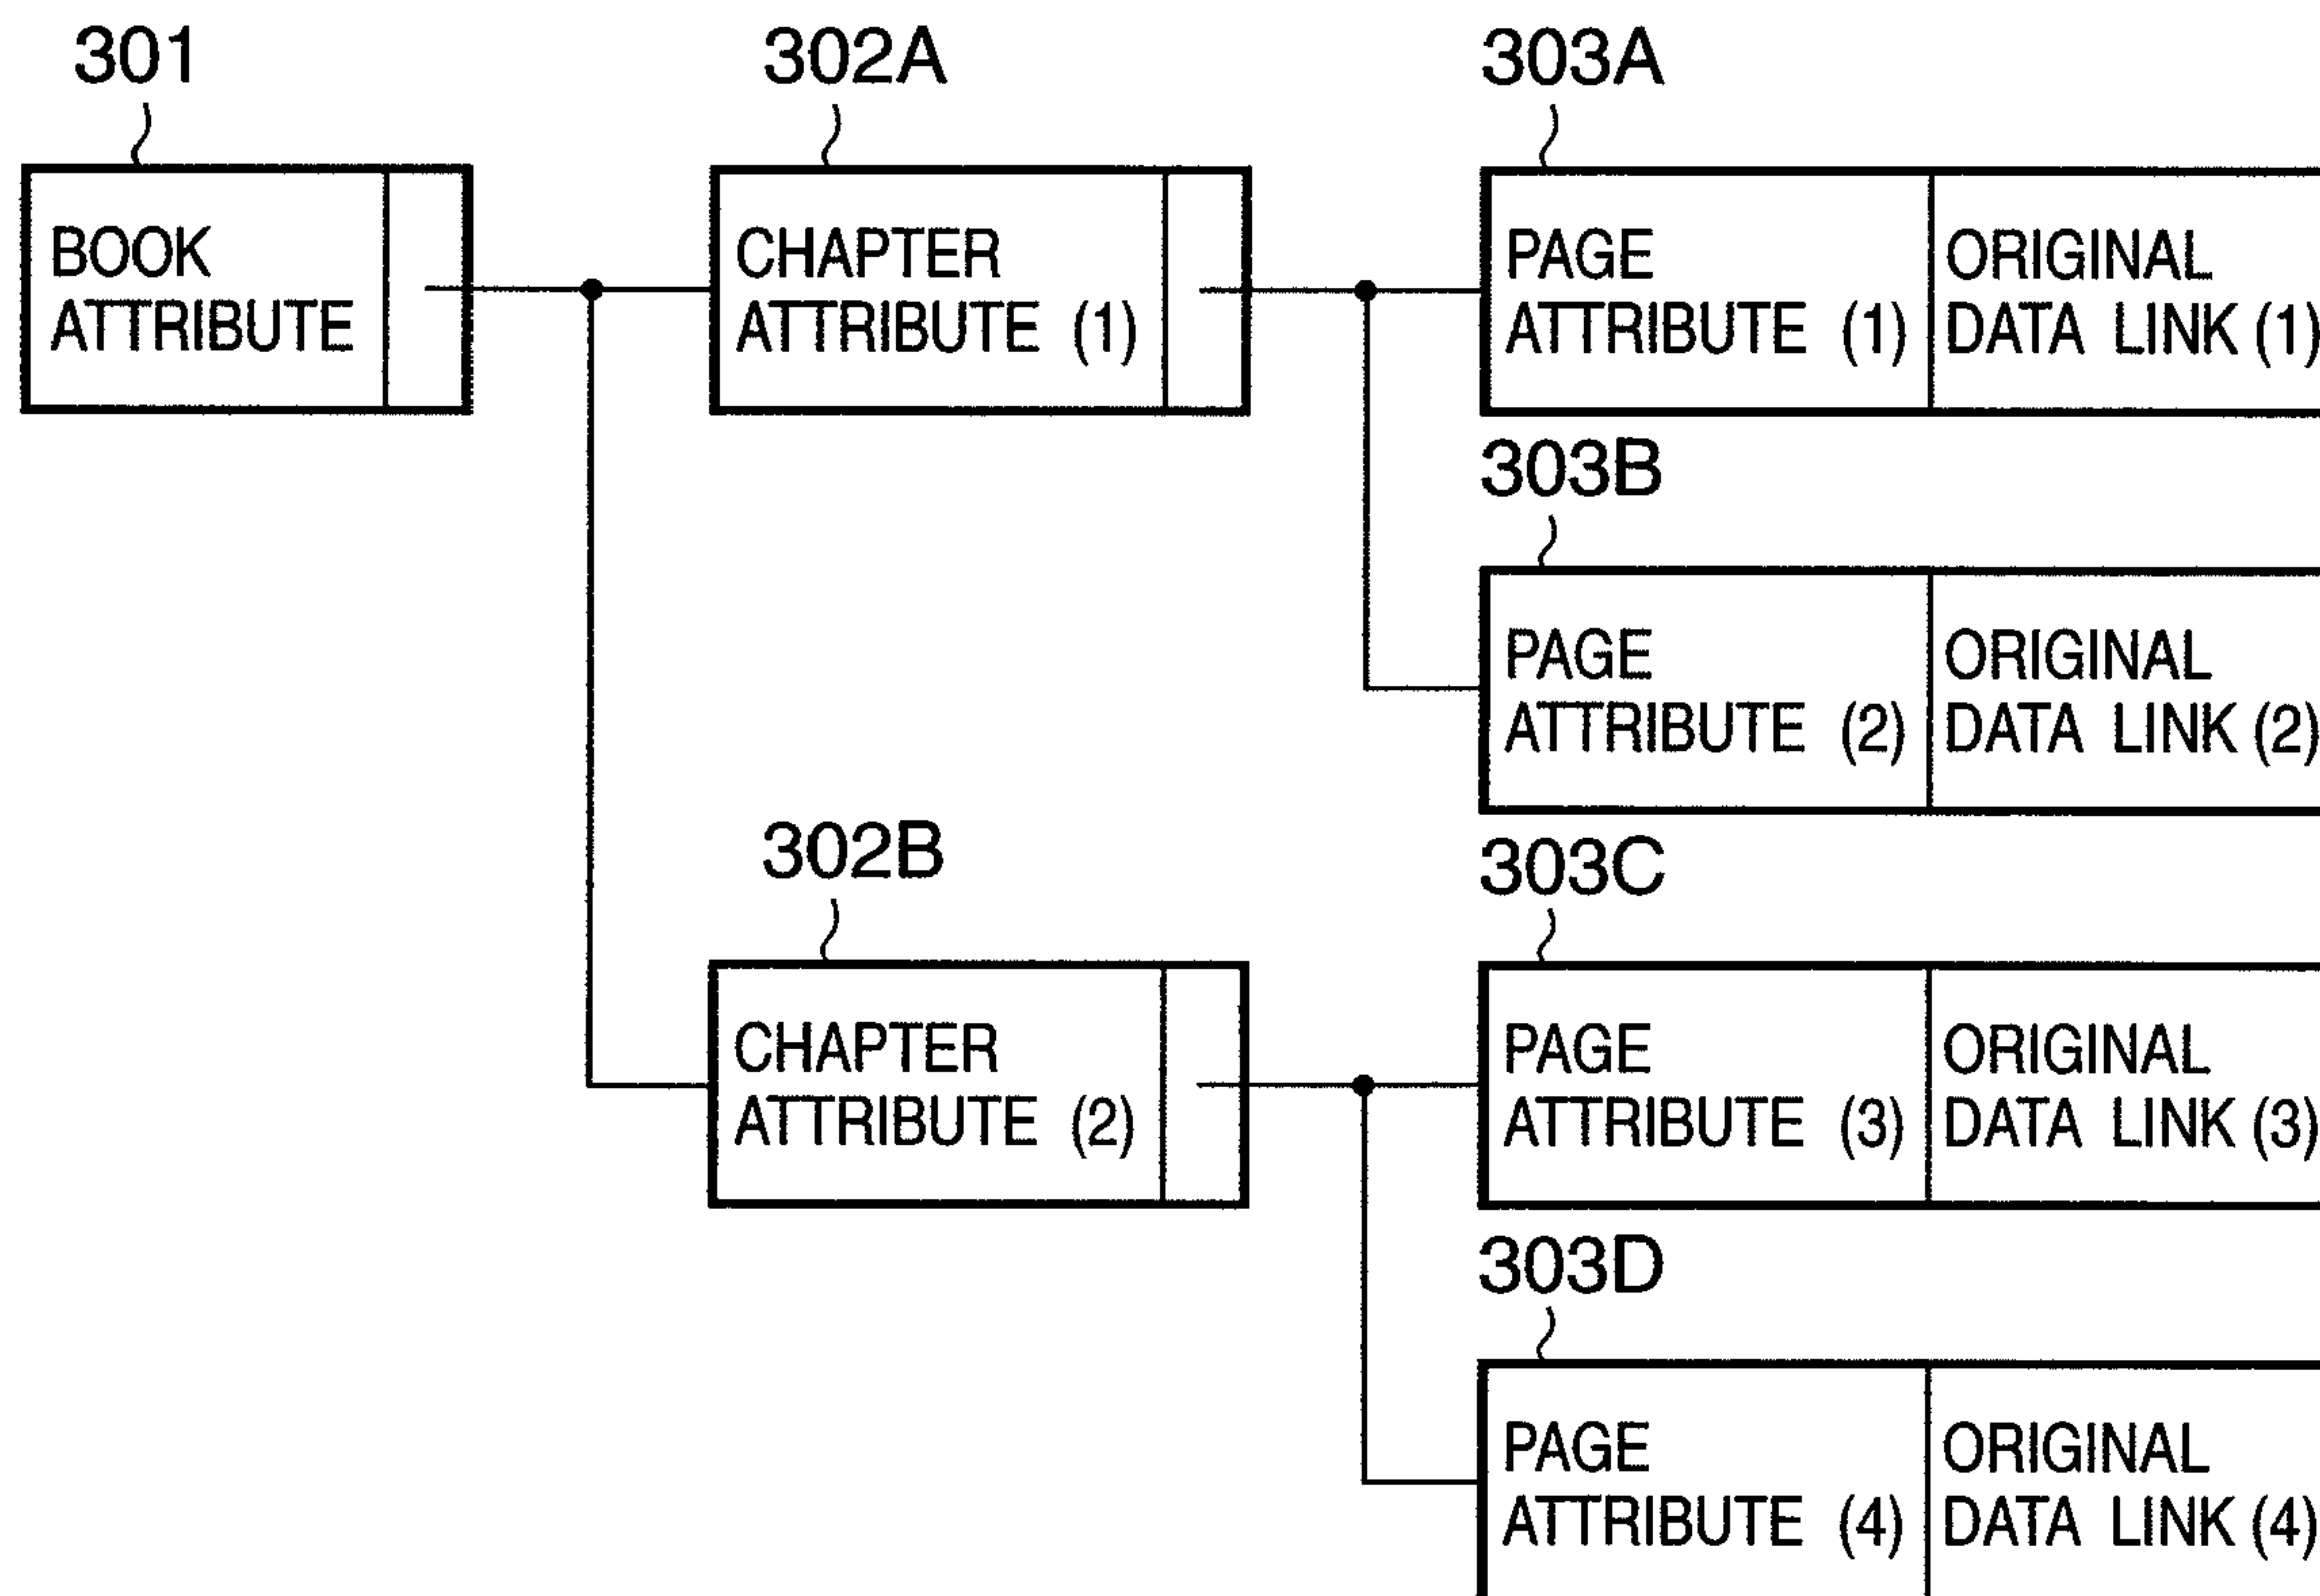 301
302A
303A
BOOK
ATTRIBUTE
CHAPTER
ATTRIBUTE (1)
PAGE
ATTRIBUTE (1)
ORIGINAL
DATA LINK (1)
303B
PAGE
ATTRIBUTE (2)
ORIGINAL
DATA LINK (2)
302B
303C
CHAPTER
ATTRIBUTE (2)
PAGE
ATTRIBUTE (3)
ORIGINAL
DATA LINK (3)
303D
PAGE
ATTRIBUTE (4)
ORIGINAL
DATA LINK (4)